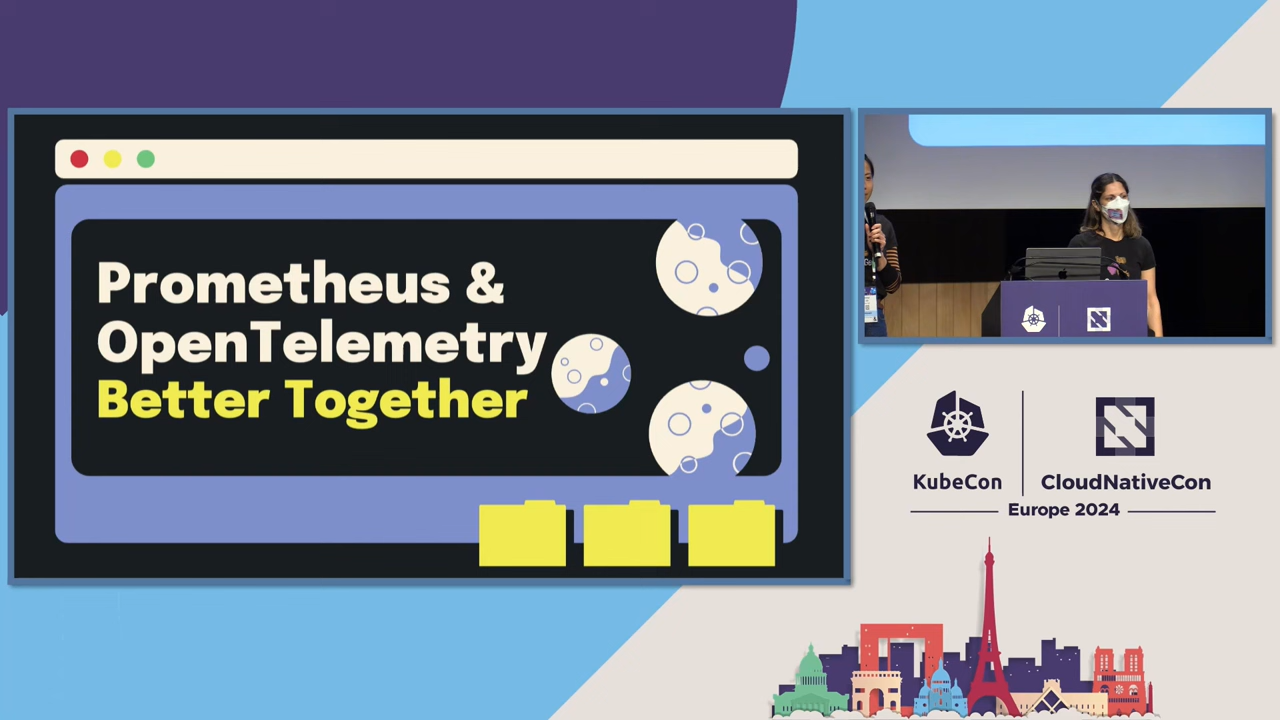 Prometheus &
OpenTelemetry
Better Together
KubeCon
CloudNativeCon
Europe 2024